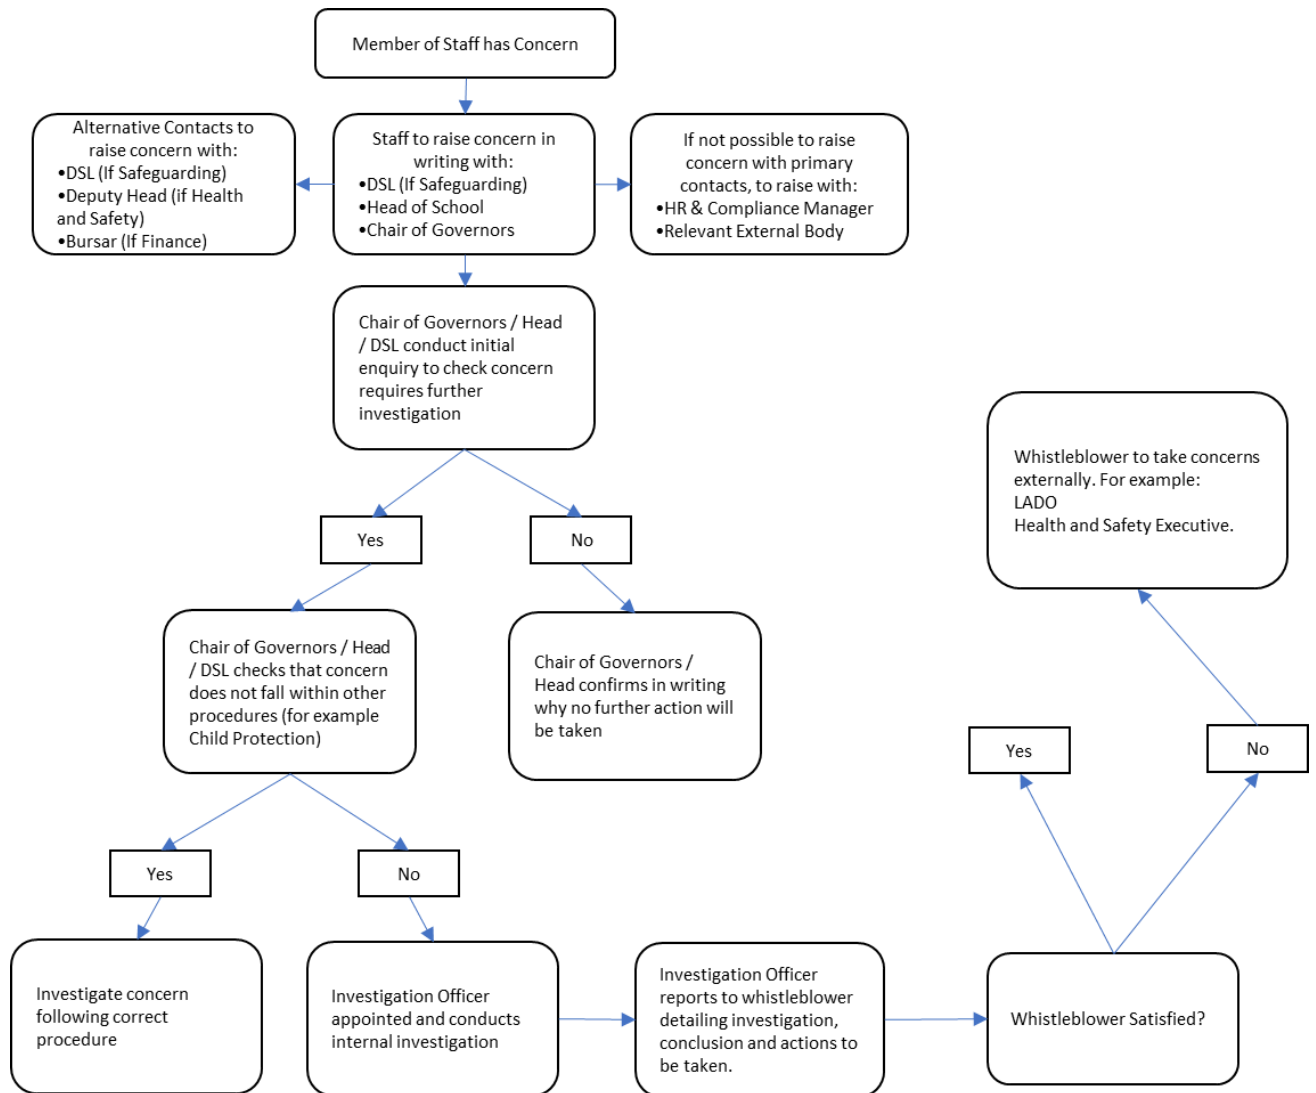 Member of Staff has Concern
Alternative Contacts to
raise concern with:
•DSL (If Safeguarding)
•Deputy Head (if Health
and Safety)
•Bursar (If Finance)
Staff to raise concern in
writing with:
•DSL (If Safeguarding)
•Head of School
•Chair of Governors
If not possible to raise
concern with primary
contacts, to raise with:
•HR & Compliance Manager
•Relevant External Body
Chair of Governors / Head
/ DSL conduct initial
enquiry to check concern
requires further
investigation
Yes
No
Chair of Governors / Head
/ DSL checks that concern
does not fall within other
procedures (for example
Child Protection)
Chair of Governors /
Head confirms in writing
why no further action will
be taken
Yes
No
Investigate concern
following correct
procedure
Investigation Officer
appointed and conducts
internal investigation
Investigation Officer
reports to whistleblower
detailing investigation,
conclusion and actions to
be taken.
Whistleblower Satisfied?
Yes
No
Whistleblower to take concerns
externally. For example:
LADO
Health and Safety Executive.